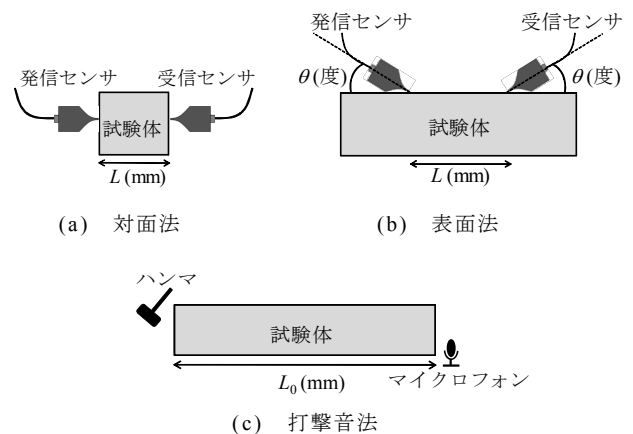 発信センサ
受信センサ
試験体
L (mm)
(a) 対面法
発信センサ
受信センサ
θ(度)
θ(度)
試験体
L (mm)
(b) 表面法
ハンマ
試験体
L₀(mm)
マイクロフォン
(c) 打撃音法